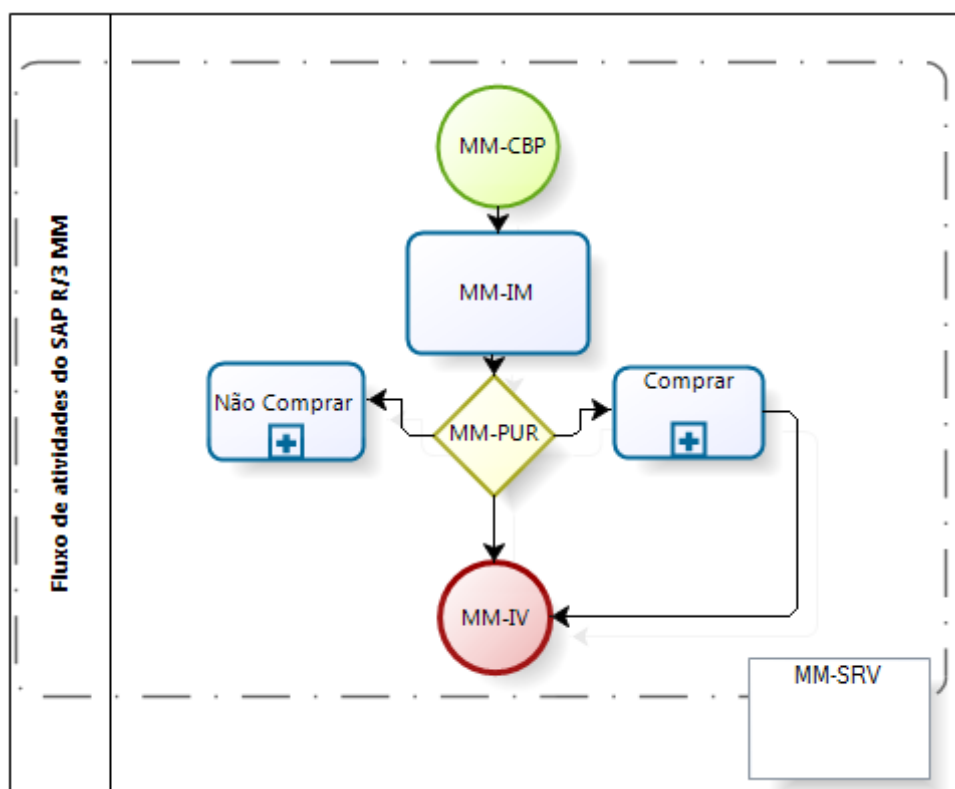 Fluxo de atividades do SAP R/3 MM
MM-CBP
MM-IM
Não Comprar
MM-PUR
Comprar
MM-IV
MM-SRV